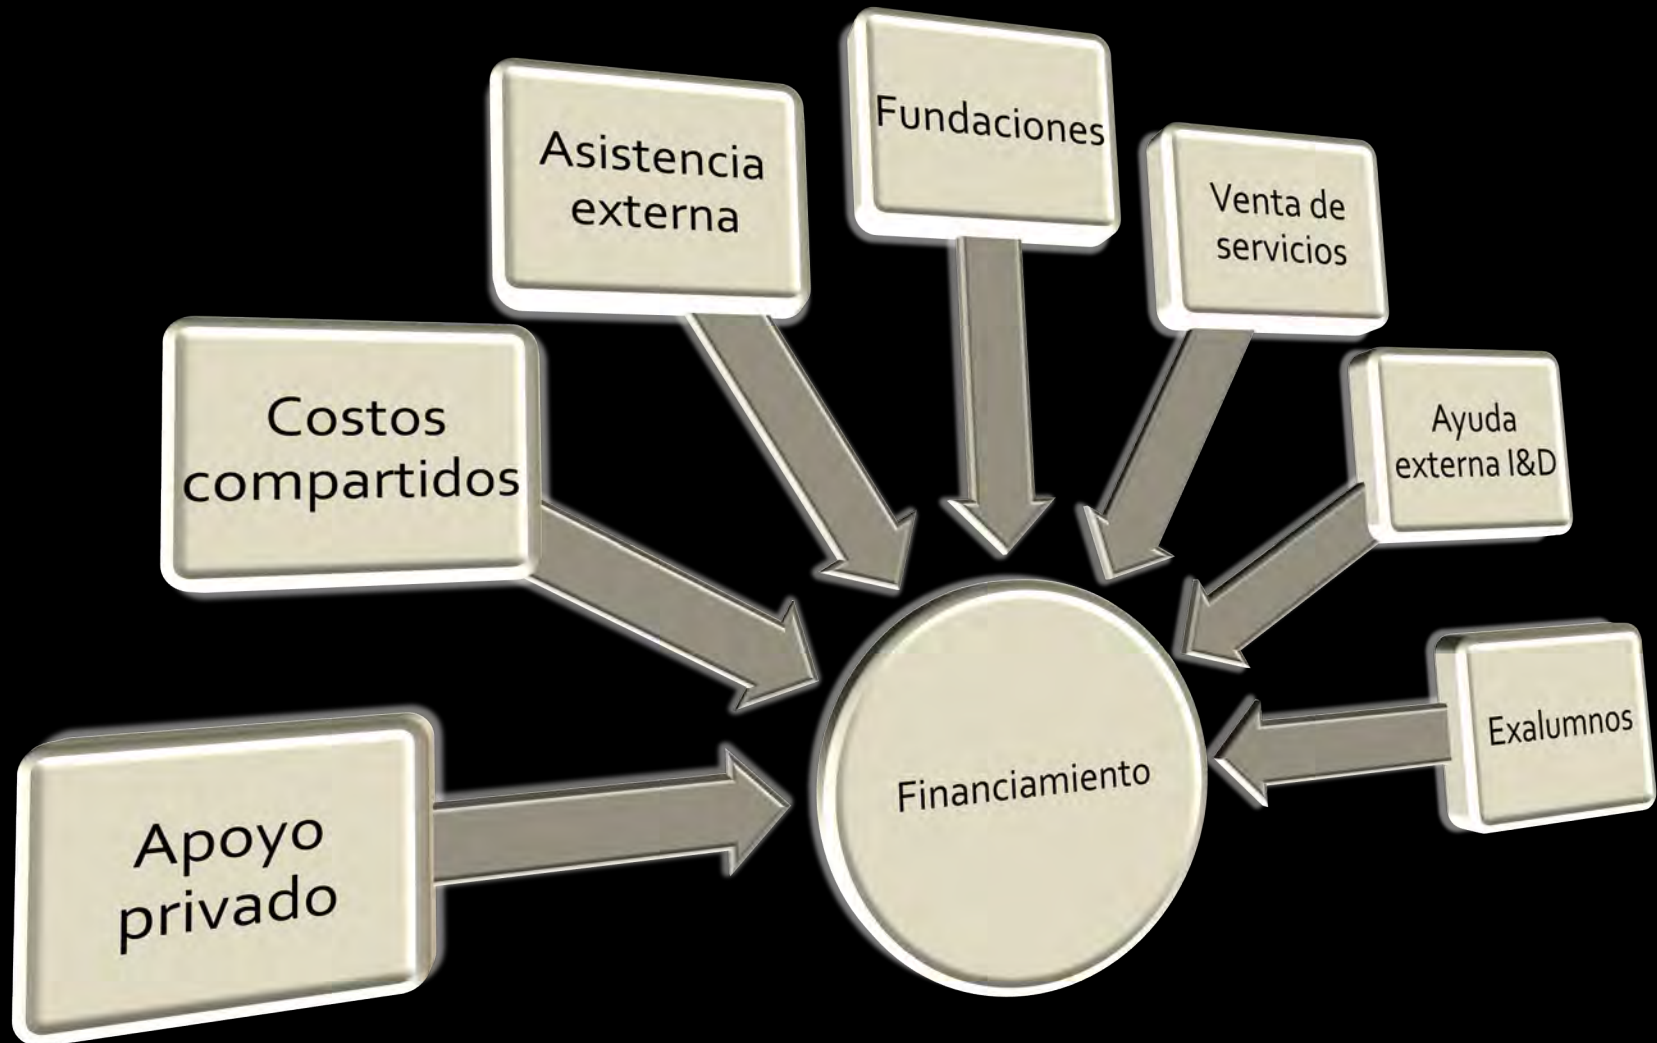 Fundaciones
Asistencia
externa
Venta de
servicios
Costos
compartidos
Ayuda
externa I&D
Exalumnos
Apoyo
privado
Financiamiento